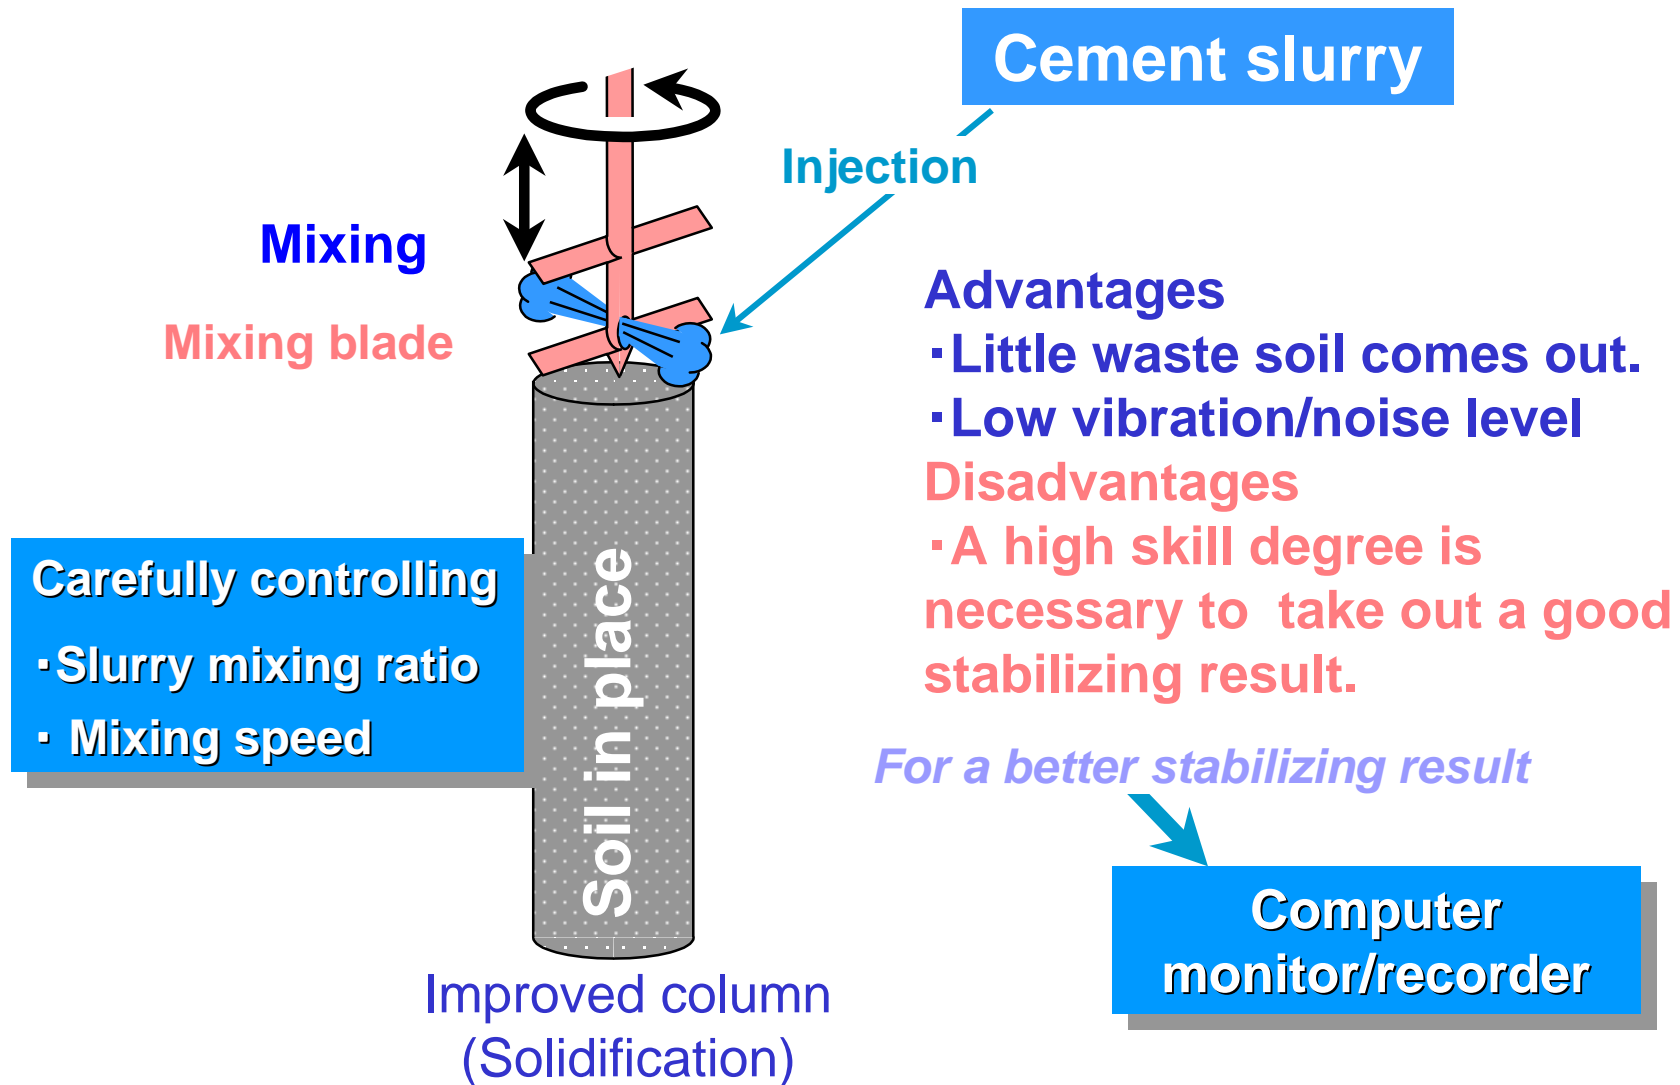 Cement slurry
Injection
Mixing
Mixing blade
Advantages
・Little waste soil comes out.
・Low vibration/noise level
Disadvantages
・A high skill degree is
necessary to  take out a good
stabilizing result.
Carefully controlling
・Slurry mixing ratio
・ Mixing speed
Soil in place
For a better stabilizing result
Computer
monitor/recorder
Improved column
(Solidification)